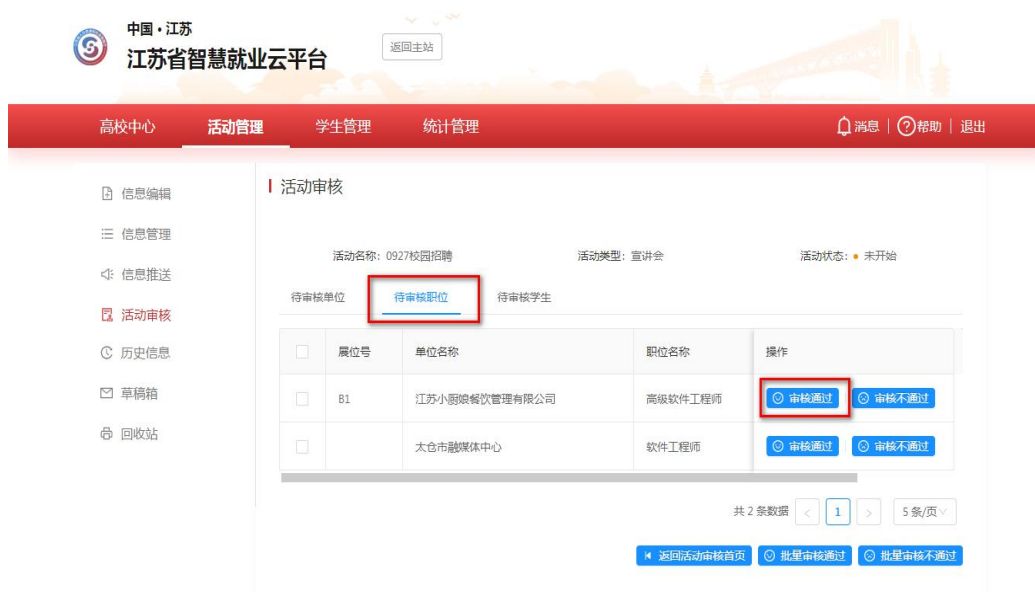 中国·江苏
江苏省智慧就业云平台
返回主站
高校中心 活动管理 学生管理 统计管理 消息 | ?帮助 | 退出
信息编辑
信息管理
信息推送
活动审核
历史信息
草稿箱
回收站
活动审核
活动名称: 0927校园招聘 活动类型: 宣讲会 活动状态: 未开始
待审核单位 待审核职位 待审核学生
展位号 单位名称 职位名称 操作
B1 江苏小厨娘餐饮管理有限公司 高级软件工程师 审核通过 审核不通过
太仓市融媒体中心 软件工程师 审核通过 审核不通过
共 2 条数据 < 1 > 5 条/页
返回活动审核首页 批量审核通过 批量审核不通过